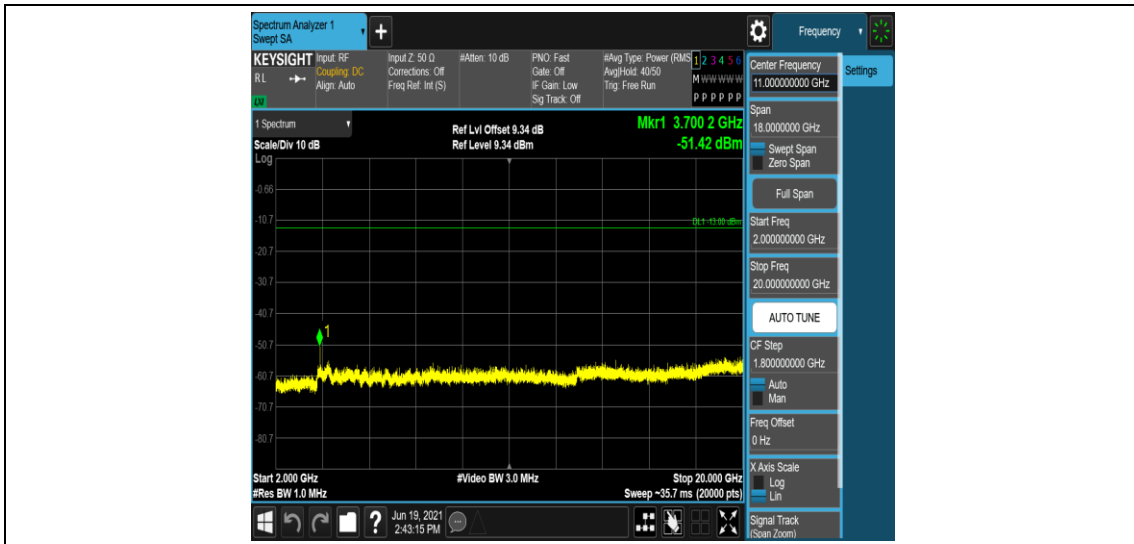 Spectrum Analyzer 1
Swept SA
+
Frequency
KEYSIGHT
RL
LXI
Input: RF
Coupling: DC
Align: Auto
Input Z: 50 Ω
Corrections: Off
Freq Ref: Int (S)
#Atten: 10 dB
PNO: Fast
Gate: Off
IF Gain: Low
Sig Track: Off
#Avg Type: Power (RMS
Avg|Hold: 40/50
Trig: Free Run
1 2 3 4 5 6
M W W W W W
P P P P P P
Center Frequency
11.000000000 GHz
Settings
1 Spectrum
Scale/Div 10 dB
Ref Lvl Offset 9.34 dB
Ref Level 9.34 dBm
Mkr1 3.700 2 GHz
-51.42 dBm
Log
-0.66
-10.7
-20.7
-30.7
-40.7
-50.7
-60.7
-70.7
-80.7
DL1 -13.00 dBm
1
Start 2.000 GHz
#Res BW 1.0 MHz
#Video BW 3.0 MHz
Stop 20.000 GHz
Sweep ~35.7 ms (20000 pts)
Span
18.0000000 GHz
Swept Span
Zero Span
Full Span
Start Freq
2.000000000 GHz
Stop Freq
20.000000000 GHz
AUTO TUNE
CF Step
1.800000000 GHz
Auto
Man
Freq Offset
0 Hz
X Axis Scale
Log
Lin
Signal Track
(Span Zoom)
?
Jun 19, 2021
2:43:15 PM